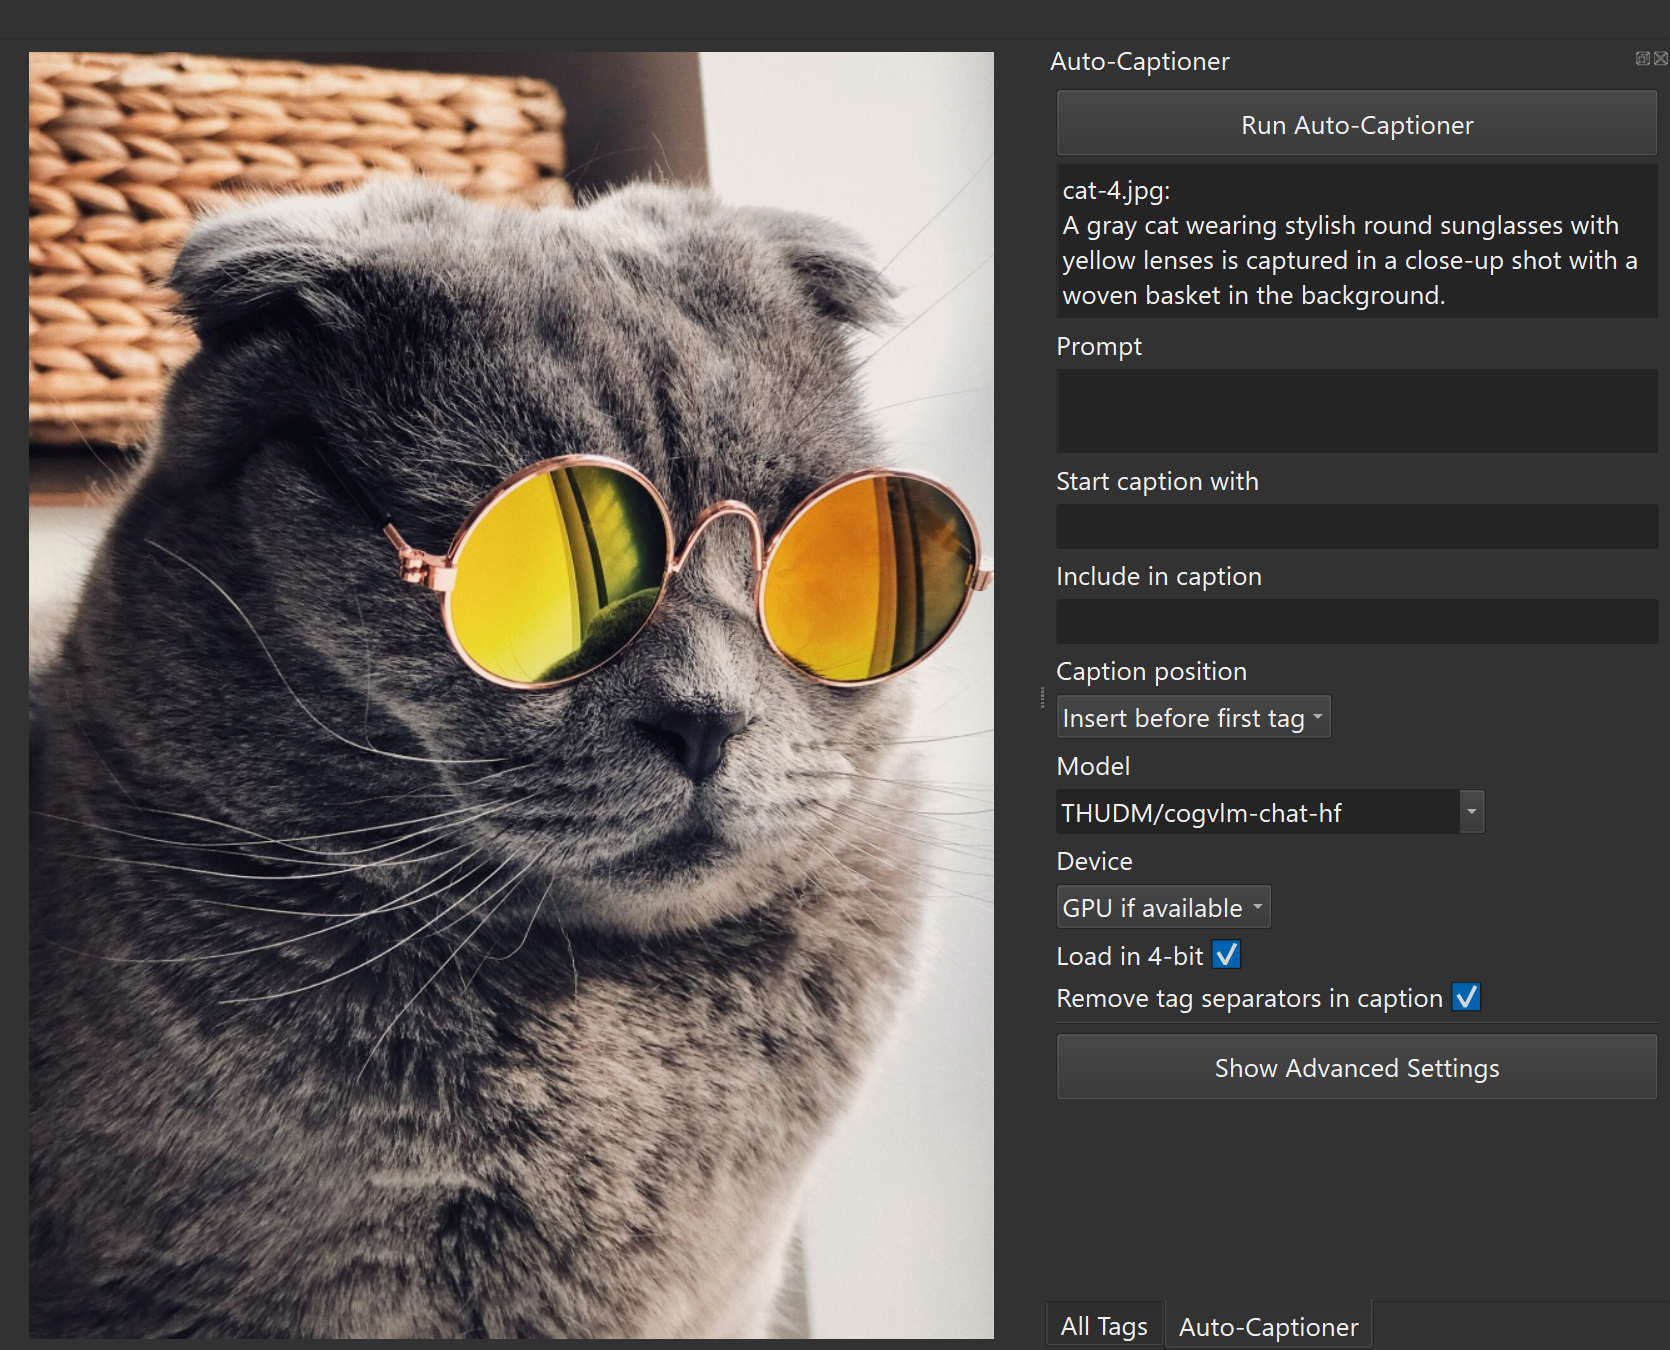 Auto-Captioner
Run Auto-Captioner
cat-4.jpg:
A gray cat wearing stylish round sunglasses with
yellow lenses is captured in a close-up shot with a
woven basket in the background.
Prompt
Start caption with
Include in caption
Caption position
Insert before first tag
Model
THUDM/cogvlm-chat-hf
Device
GPU if available
Load in 4-bit
Remove tag separators in caption
Show Advanced Settings
All Tags
Auto-Captioner